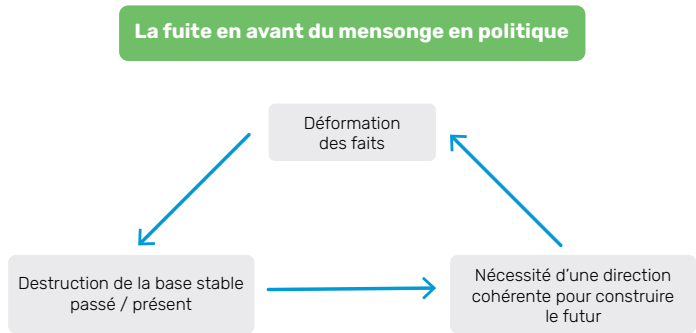 La fuite en avant du mensonge en politique
Déformation
des faits
Destruction de la base stable
passé / présent
Nécessité d’une direction
cohérente pour construire
le futur